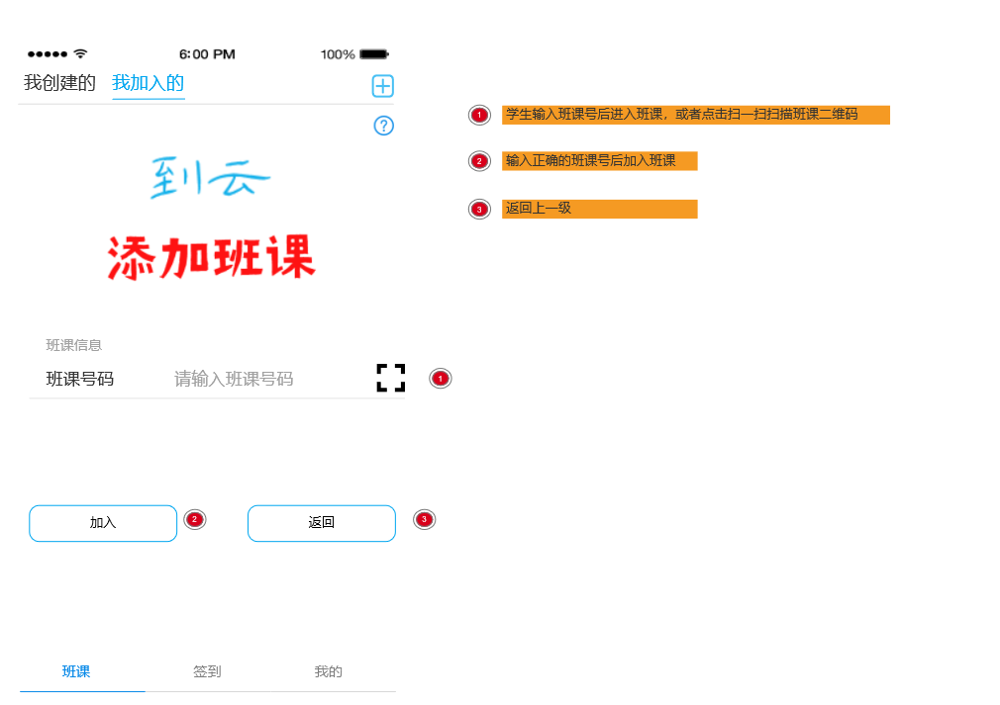 6:00 PM 100%
我创建的 我加入的
到云
添加班课
班课信息
班课号码 请输入班课号码 1
加入 2 返回 3
班课 签到 我的
1 学生输入班课号后进入班课，或者点击扫一扫扫描班课二维码
2 输入正确的班课号后加入班课
3 返回上一级